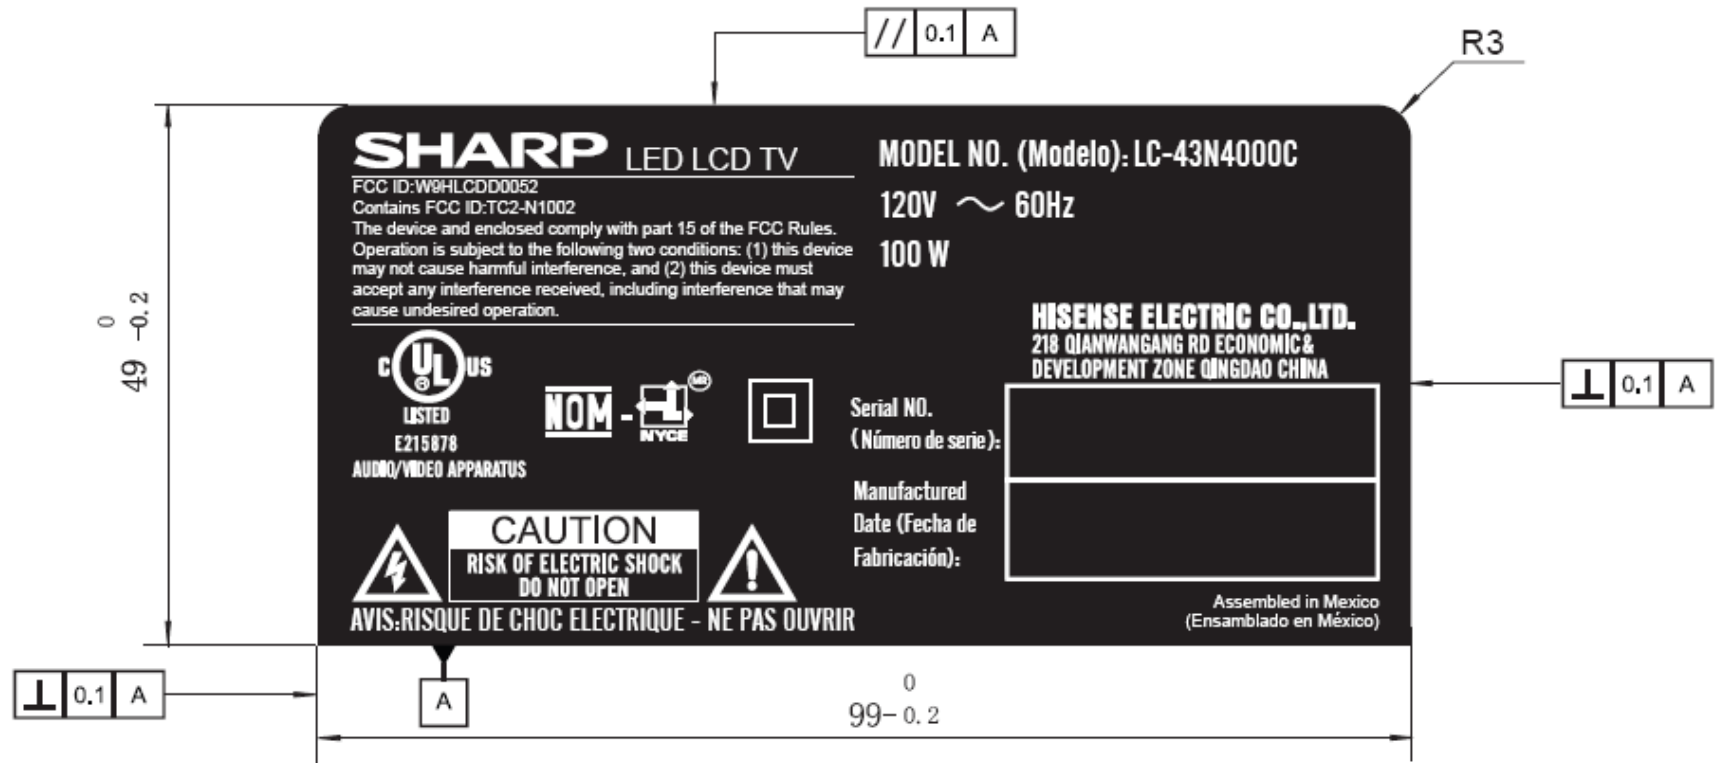 // 0.1 A
R3
SHARP LED LCD TV
FCC ID:W9HLCDD0052
Contains FCC ID:TC2-N1002
The device and enclosed comply with part 15 of the FCC Rules.
Operation is subject to the following two conditions: (1) this device
may not cause harmful interference, and (2) this device must
accept any interference received, including interference that may
cause undesired operation.
MODEL NO. (Modelo): LC-43N4000C
120V ～ 60Hz
100 W
HISENSE ELECTRIC CO.,LTD.
218 QIANWANGANG RD ECONOMIC &
DEVELOPMENT ZONE QINGDAO CHINA
0
49 -0.2
⊥ 0.1 A
C UL ® US
LISTED
E215878
AUDIO/VIDEO APPARATUS
NOM - NYCE MR
Serial NO.
(Número de serie):
Manufactured
Date (Fecha de
Fabricación):
CAUTION
RISK OF ELECTRIC SHOCK
DO NOT OPEN
AVIS:RISQUE DE CHOC ELECTRIQUE - NE PAS OUVRIR
Assembled in Mexico
(Ensamblado en México)
⊥ 0.1 A
A
0
99-0.2